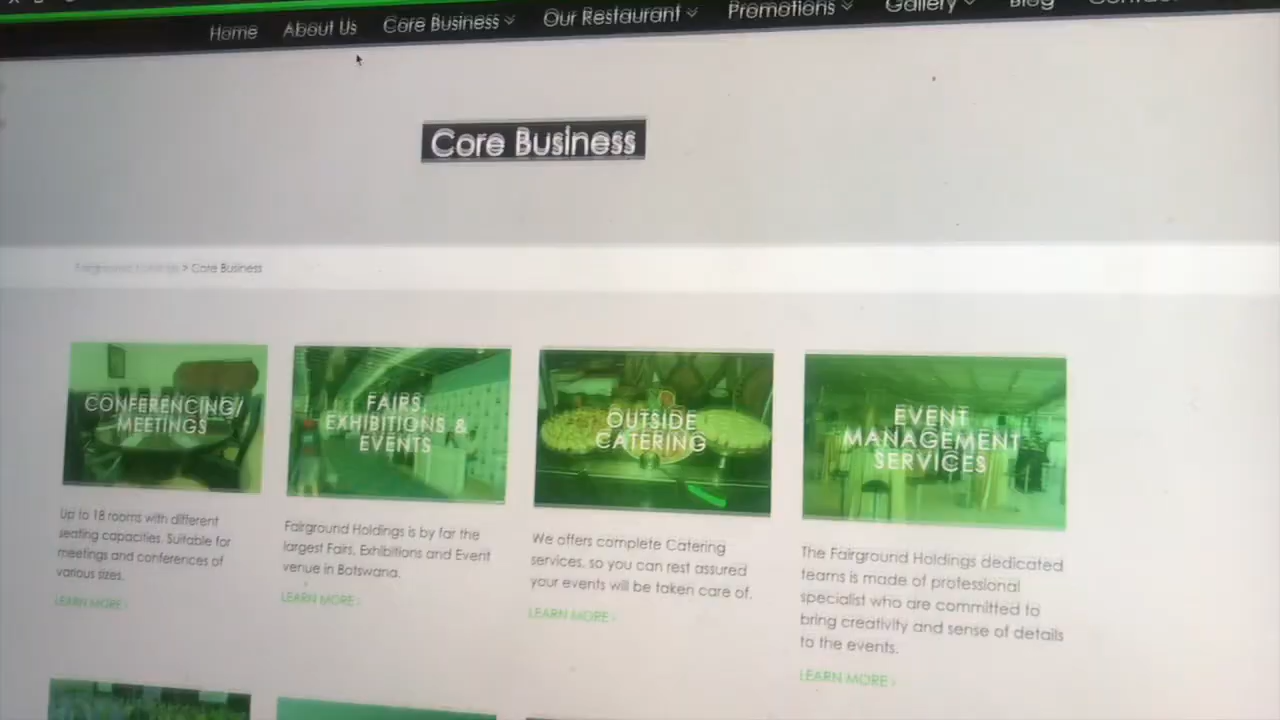 Home About Us Core Business Our Restaurant Promotions Gallery Blog
Core Business
> Core Business
CONFERENCING/
MEETINGS
FAIRS,
EXHIBITIONS &
EVENTS
OUTSIDE
CATERING
EVENT
MANAGEMENT
SERVICES
Up to 18 rooms with different
seating capacities. Suitable for
meetings and conferences of
various sizes.
LEARN MORE ›
Fairground Holdings is by far the
largest Fairs, Exhibitions and Event
venue in Botswana.
LEARN MORE ›
We offers complete Catering
services, so you can rest assured
your events will be taken care of.
LEARN MORE ›
The Fairground Holdings dedicated
teams is made of professional
specialist who are committed to
bring creativity and sense of details
to the events.
LEARN MORE ›